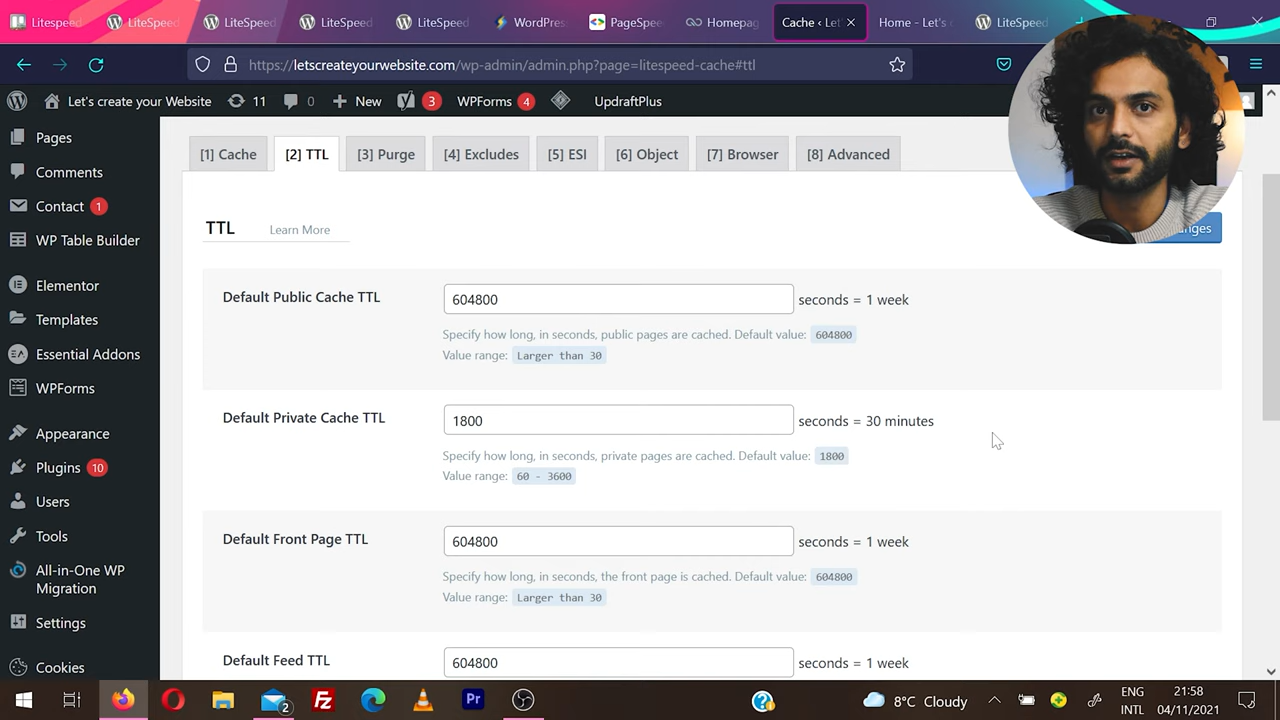 Litespeed
LiteSpeed
LiteSpeed
LiteSpeed
LiteSpeed
WordPress
PageSpee
Homepag
Cache ‹ Let
Home - Let's
LiteSpeed
https://letscreateyourwebsite.com/wp-admin/admin.php?page=litespeed-cache#ttl
Let's create your Website
11
0
New
3
WPForms
4
UpdraftPlus
Pages
Comments
Contact 1
WP Table Builder
Elementor
Templates
Essential Addons
WPForms
Appearance
Plugins 10
Users
Tools
All-in-One WP
Migration
Settings
Cookies
[1] Cache
[2] TTL
[3] Purge
[4] Excludes
[5] ESI
[6] Object
[7] Browser
[8] Advanced
TTL
Learn More
nges
Default Public Cache TTL
604800
seconds = 1 week
Specify how long, in seconds, public pages are cached. Default value: 604800
Value range: Larger than 30
Default Private Cache TTL
1800
seconds = 30 minutes
Specify how long, in seconds, private pages are cached. Default value: 1800
Value range: 60 - 3600
Default Front Page TTL
604800
seconds = 1 week
Specify how long, in seconds, the front page is cached. Default value: 604800
Value range: Larger than 30
Default Feed TTL
604800
seconds = 1 week
2
Pr
8°C Cloudy
ENG
INTL
21:58
04/11/2021